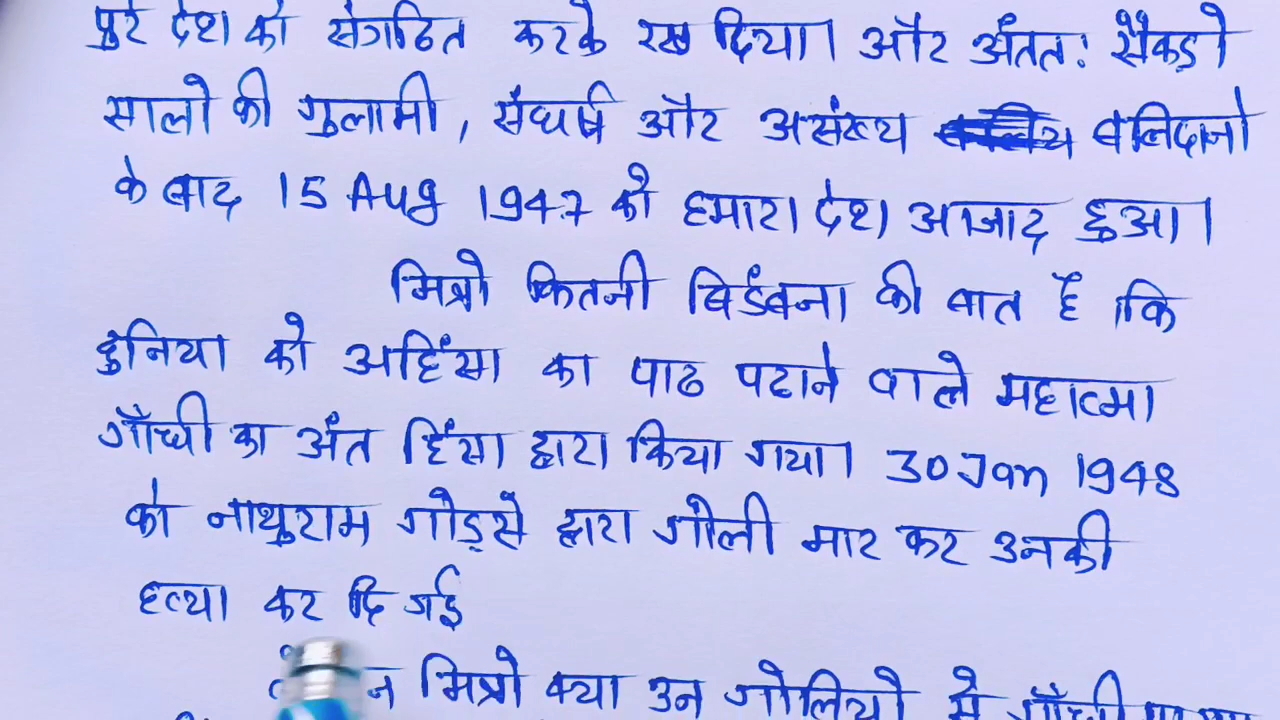 पुरे देश को संगठित करके रख दिया। और अंतत: सैकड़ो
सालो की गुलामी, संघर्ष और असंख्य बलिदानो
के बाद 15 Aug 1947 को हमारा देश आजाद हुआ।
मित्रो कितनी विडंबना की बात है कि
दुनिया को अहिंसा का पाठ पढाने वाले महात्मा
गाँधी का अंत हिंसा द्वारा किया गया। 30 Jan 1948
को नाथुराम गोड्से द्वारा गोली मार कर उनकी
हत्या कर दि गई
मित्रो क्या उन गोलियो से गाँधी